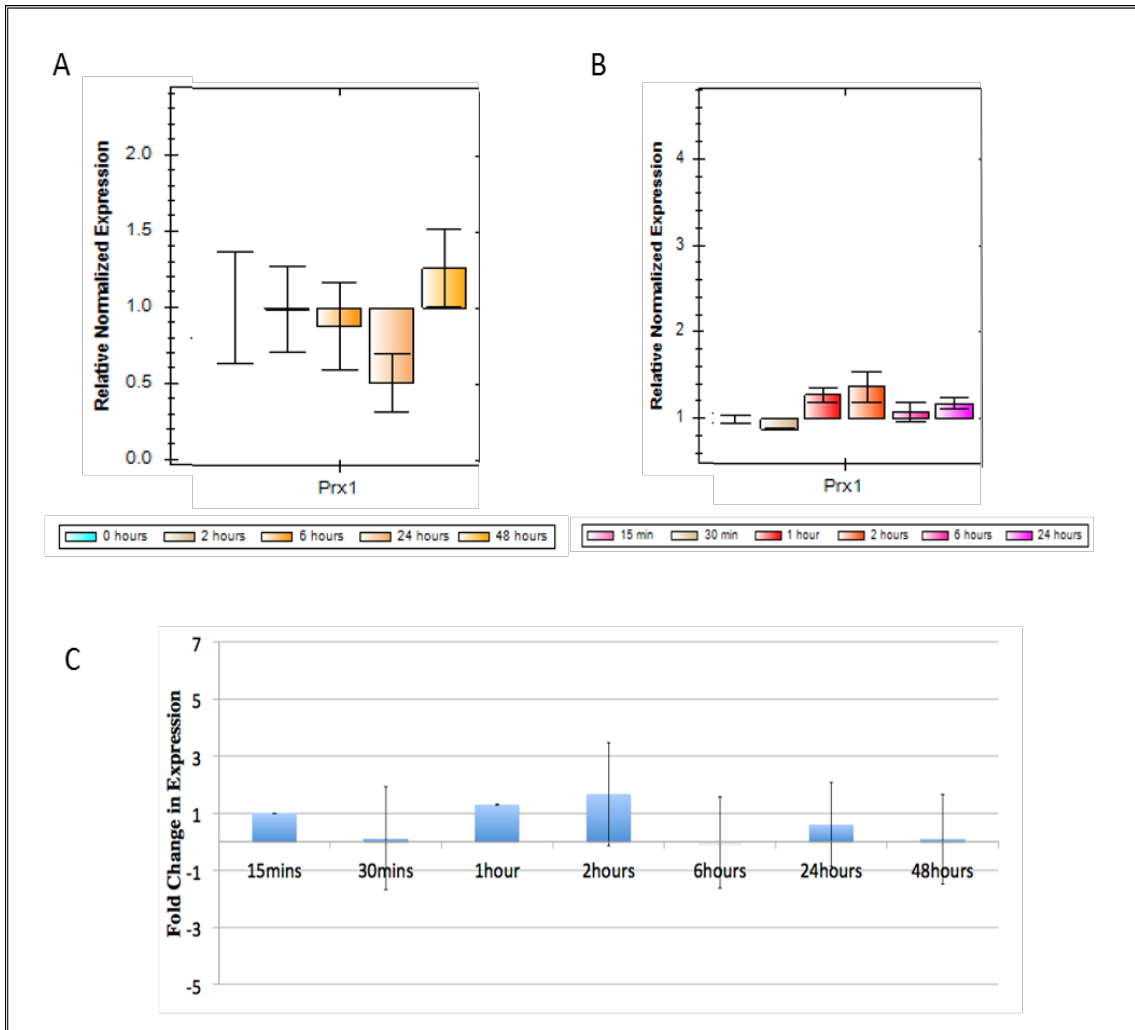 A
Relative Normalized Expression
2.0
1.5
1.0
0.5
0.0
Prx1
0 hours 2 hours 6 hours 24 hours 48 hours
B
Relative Normalized Expression
4
3
2
1
Prx1
15 min 30 min 1 hour 2 hours 6 hours 24 hours
C
Fold Change in Expression
7
5
3
1
-1
-3
-5
15mins 30mins 1hour 2hours 6hours 24hours 48hours